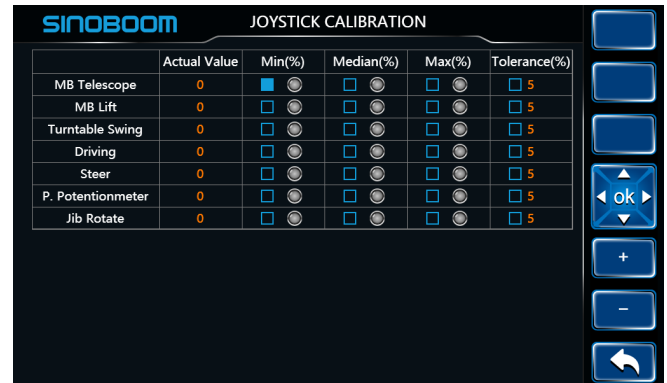 SINOBOOM JOYSTICK CALIBRATION
Actual Value Min(%) Median(%) Max(%) Tolerance(%)
MB Telescope 0 5
MB Lift 0 5
Turntable Swing 0 5
Driving 0 5
Steer 0 5
P. Potentionmeter 0 5
Jib Rotate 0 5
ok
+
−